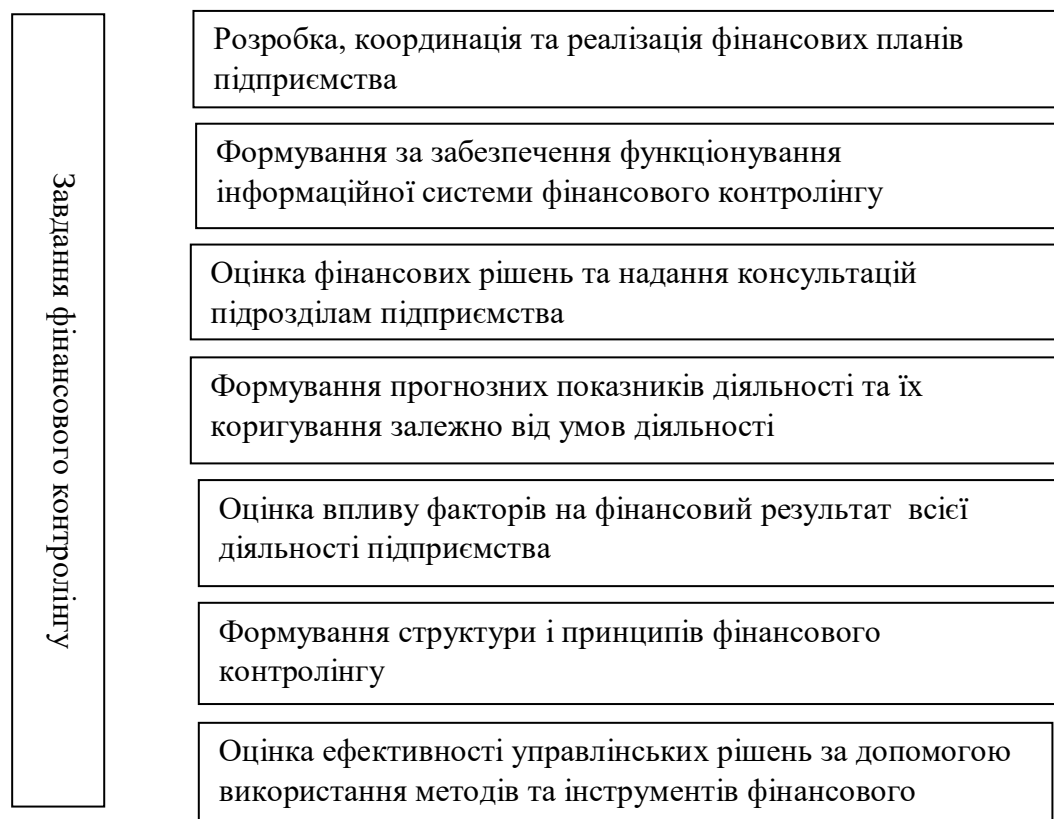 Завдання фінансового контролінгу
Розробка, координація та реалізація фінансових планів
підприємства
Формування за забезпечення функціонування
інформаційної системи фінансового контролінгу
Оцінка фінансових рішень та надання консультацій
підрозділам підприємства
Формування прогнозних показників діяльності та їх
коригування залежно від умов діяльності
Оцінка впливу факторів на фінансовий результат всієї
діяльності підприємства
Формування структури і принципів фінансового
контролінгу
Оцінка ефективності управлінських рішень за допомогою
використання методів та інструментів фінансового